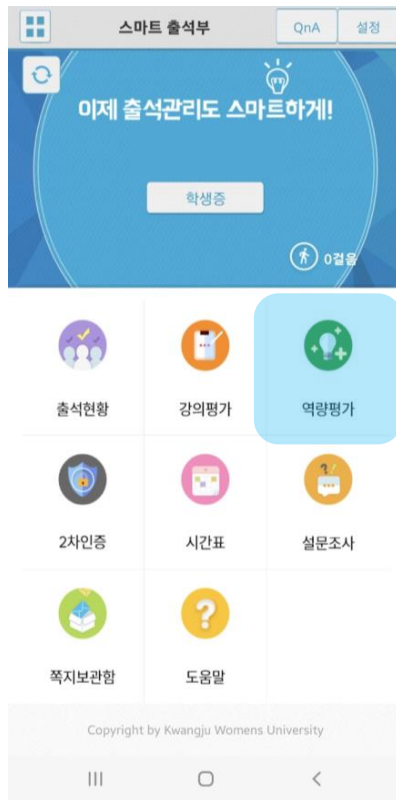 스마트 출석부
QnA
설정
이제 출석관리도 스마트하게!
학생증
0걸음
출석현황
강의평가
역량평가
2차인증
시간표
설문조사
쪽지보관함
도움말
Copyright by Kwangju Womens University